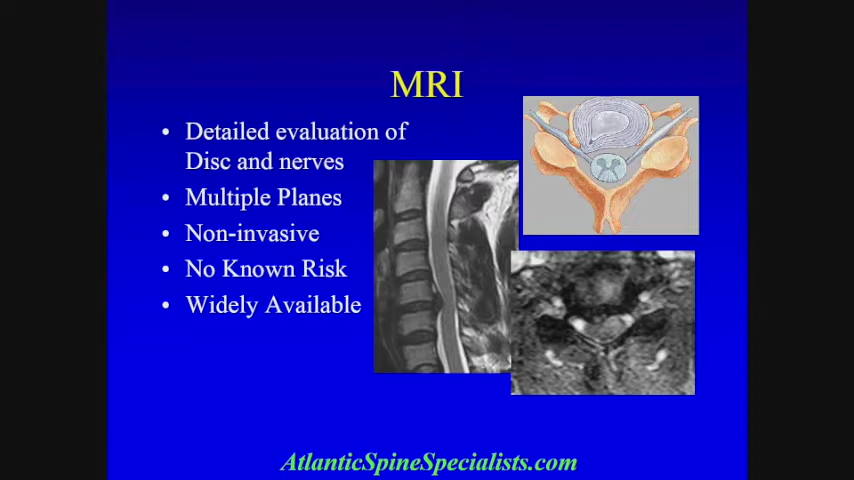 MRI
• Detailed evaluation of
Disc and nerves
• Multiple Planes
• Non-invasive
• No Known Risk
• Widely Available
AtlanticSpineSpecialists.com